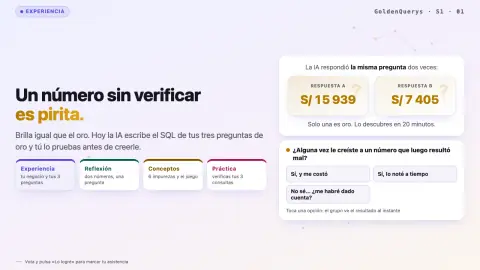 EXPERIENCIA
GoldenQuerys · S1 · 01
Un número sin verificar
es pirita.
Brilla igual que el oro. Hoy la IA escribe el SQL de tus tres preguntas de
oro y tú lo pruebas antes de creerle.
Experiencia
tu negocio y tus 3
preguntas
Reflexión
dos números, una
pregunta
Conceptos
6 impurezas y el pliego
Práctica
verificas tus 3
consultas
La IA respondió la misma pregunta dos veces:
RESPUESTA A
S/ 15 939
?
RESPUESTA B
S/ 7 405
?
Solo una es oro. Lo descubres en 20 minutos.
¿Alguna vez le creíste a un número que luego resultó
mal?
Sí, y me costó
Sí, lo noté a tiempo
No sé... ¿me habré dado
cuenta?
Toca una opción: el grupo ve el resultado al instante
Vota y pulsa «Lo logré» para marcar tu asistencia